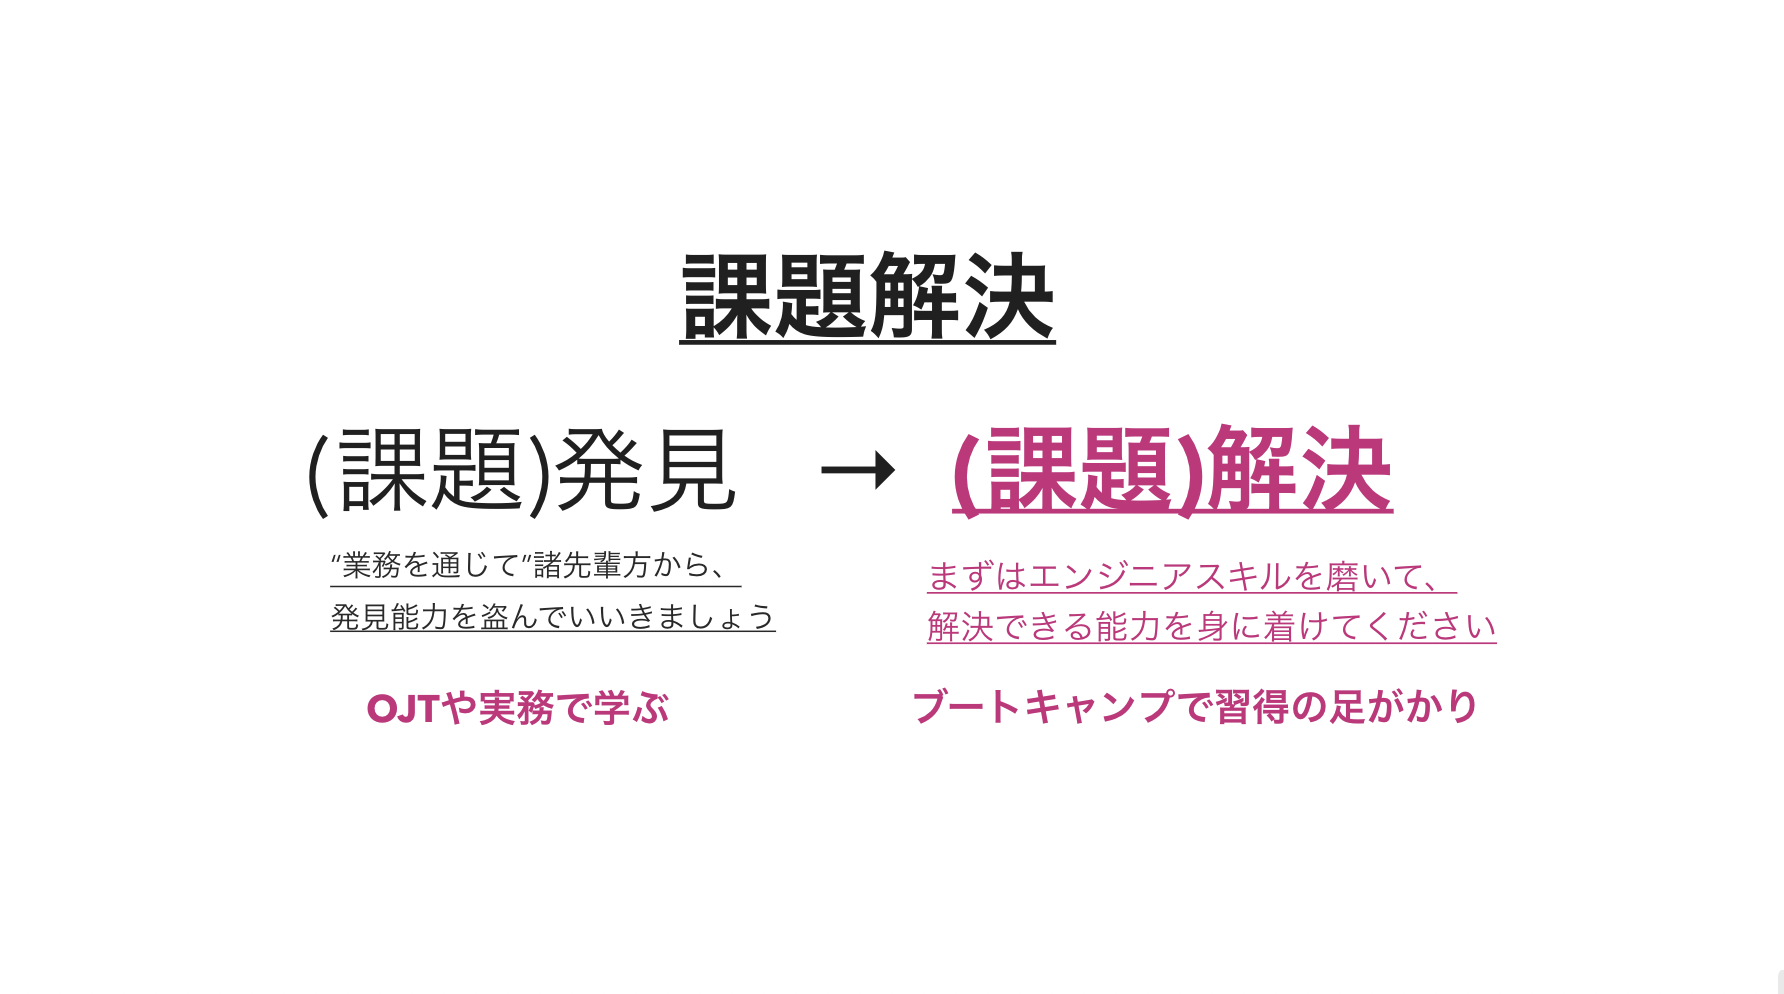 課題解決
(課題)発見 → (課題)解決
“業務を通じて”諸先輩方から、
発見能力を盗んでいいきましょう
まずはエンジニアスキルを磨いて、
解決できる能力を身に着けてください
OJTや実務で学ぶ
ブートキャンプで習得の足がかり